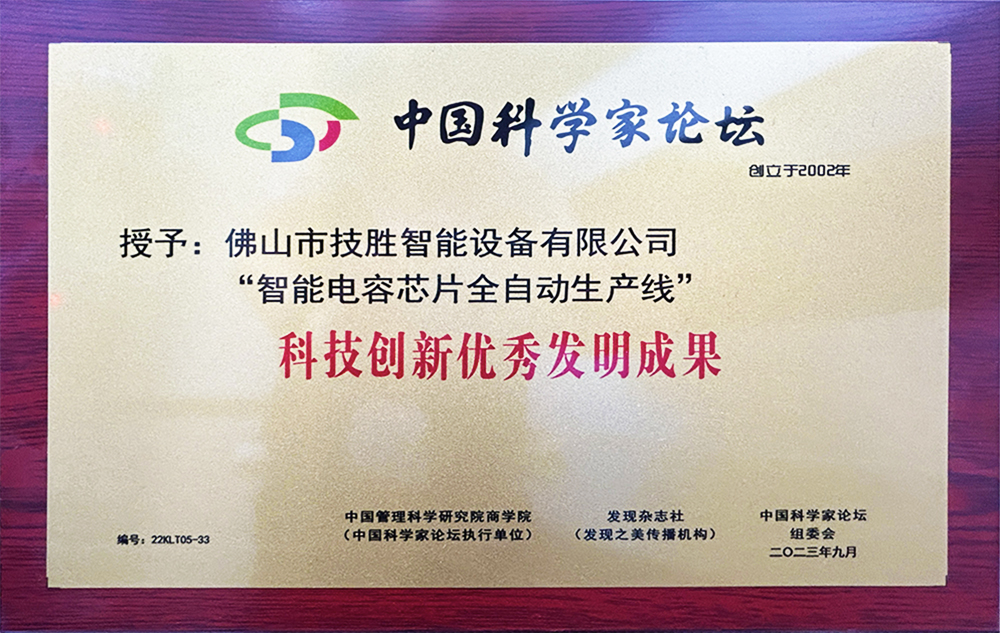 中国科学家论坛
创立于2002年
授予：佛山市技胜智能设备有限公司
“智能电容芯片全自动生产线”
科技创新优秀发明成果
编号：22KLT05-33
中国管理科学研究院商学院
（中国科学家论坛执行单位）
发现杂志社
（发现之美传播机构）
中国科学家论坛
组委会
二〇二三年九月